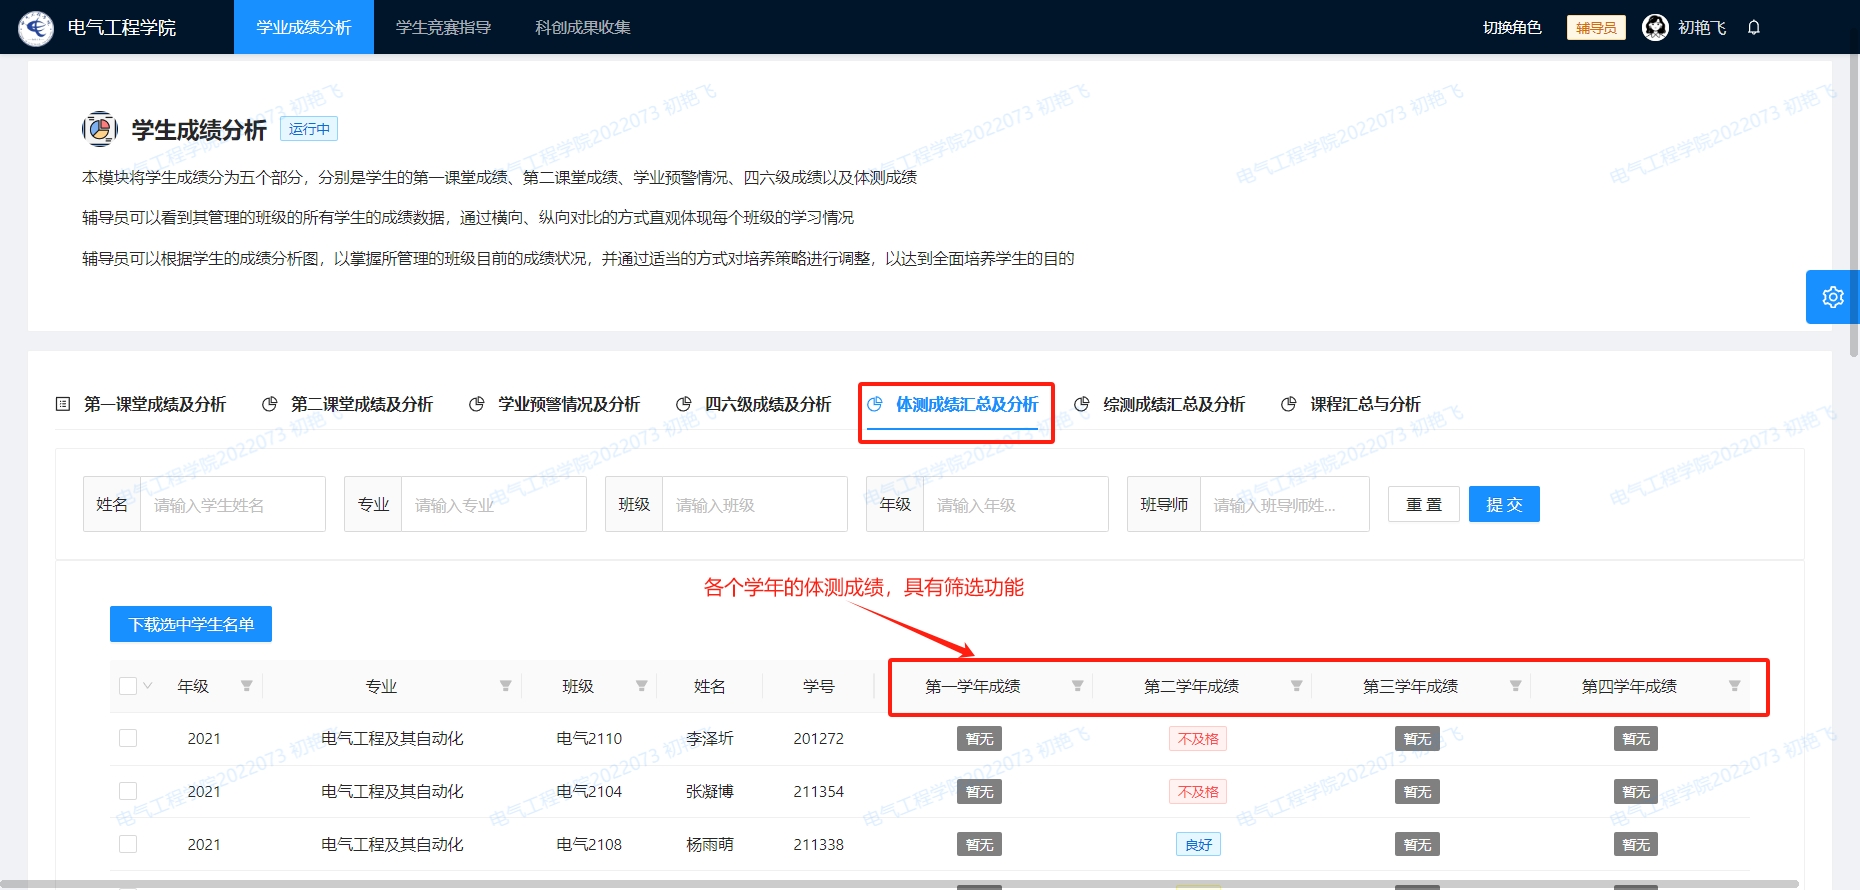 电气工程学院 学业成绩分析 学生竞赛指导 科创成果收集 切换角色 辅导员 初艳飞
学生成绩分析 运行中
本模块将学生成绩分为五个部分，分别是学生的第一课堂成绩、第二课堂成绩、学业预警情况、四六级成绩以及体测成绩
辅导员可以看到其管理的班级的所有学生的成绩数据，通过横向、纵向对比的方式直观体现每个班级的学习情况
辅导员可以根据学生的成绩分析图，以掌握所管理的班级目前的成绩状况，并通过适当的方式对培养策略进行调整，以达到全面培养学生的目的
第一课堂成绩及分析 第二课堂成绩及分析 学业预警情况及分析 四六级成绩及分析 体测成绩汇总及分析 综测成绩汇总及分析 课程汇总与分析
姓名 请输入学生姓名 专业 请输入专业 班级 请输入班级 年级 请输入年级 班导师 请输入班导师姓... 重 置 提 交
各个学年的体测成绩，具有筛选功能
下载选中学生名单
年级 专业 班级 姓名 学号 第一学年成绩 第二学年成绩 第三学年成绩 第四学年成绩
2021 电气工程及其自动化 电气2110 李泽圻 201272 暂无 不及格 暂无 暂无
2021 电气工程及其自动化 电气2104 张凝博 211354 暂无 不及格 暂无 暂无
2021 电气工程及其自动化 电气2108 杨雨萌 211338 暂无 良好 暂无 暂无
电气工程学院2022073 初艳飞